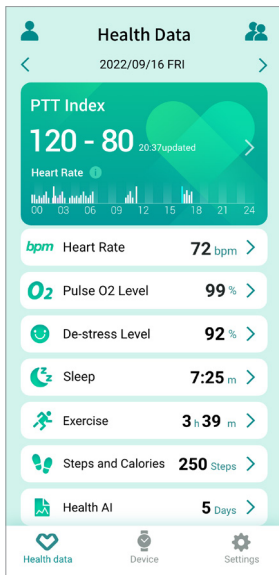 Health Data
2022/09/16 FRI
PTT Index
120 - 80 20:37updated
Heart Rate i
00 03 06 09 12 15 18 21 24
bpm Heart Rate 72 bpm
O2 Pulse O2 Level 99 %
De-stress Level 92 %
zzz Sleep 7:25 m
Exercise 3 h 39 m
Steps and Calories 250 Steps
Health AI 5 Days
Health data Device Settings